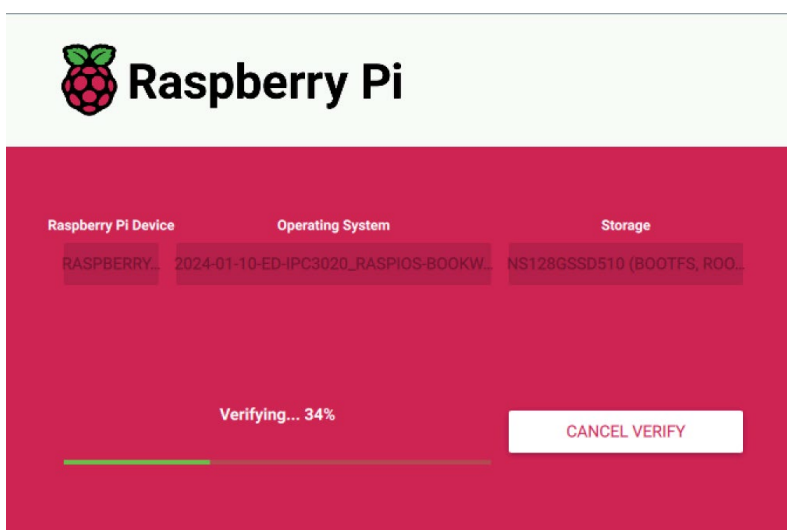 Raspberry Pi
Raspberry Pi Device Operating System Storage
RASPBERRY... 2024-01-10-ED-IPC3020_RASPIOS-BOOKW... NS128GSSD510 (BOOTFS, ROO...
Verifying... 34%
CANCEL VERIFY